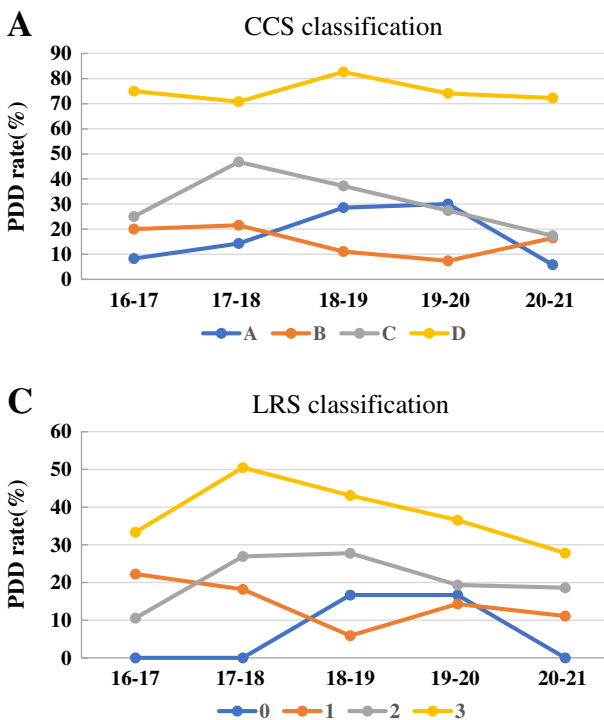 A
CCS classification
PDD rate(%)
90
80
70
60
50
40
30
20
10
0
16-17 17-18 18-19 19-20 20-21
A B C D
C
LRS classification
PDD rate(%)
60
50
40
30
20
10
0
16-17 17-18 18-19 19-20 20-21
0 1 2 3